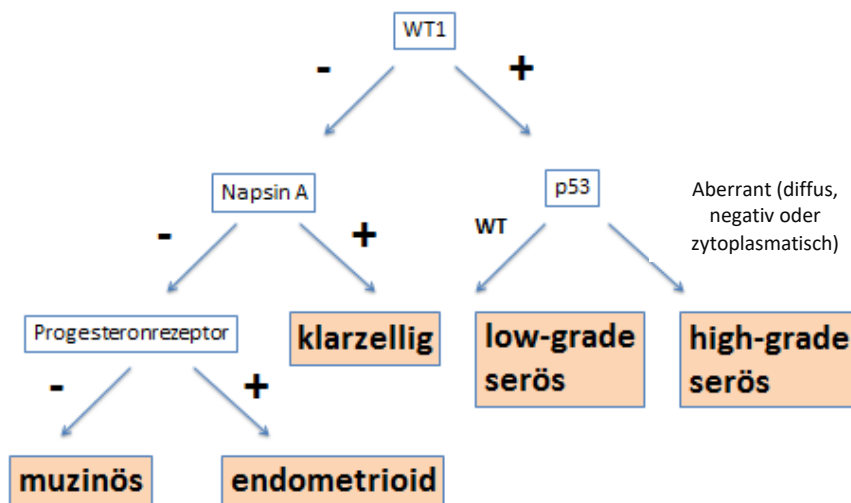 WT1
-
+
Napsin A
p53
Aberrant (diffus,
negativ oder
zytoplasmatisch)
-
+
WT
Progesteronrezeptor
klarzellig
low-grade
serös
high-grade
serös
-
+
muzinös
endometrioid